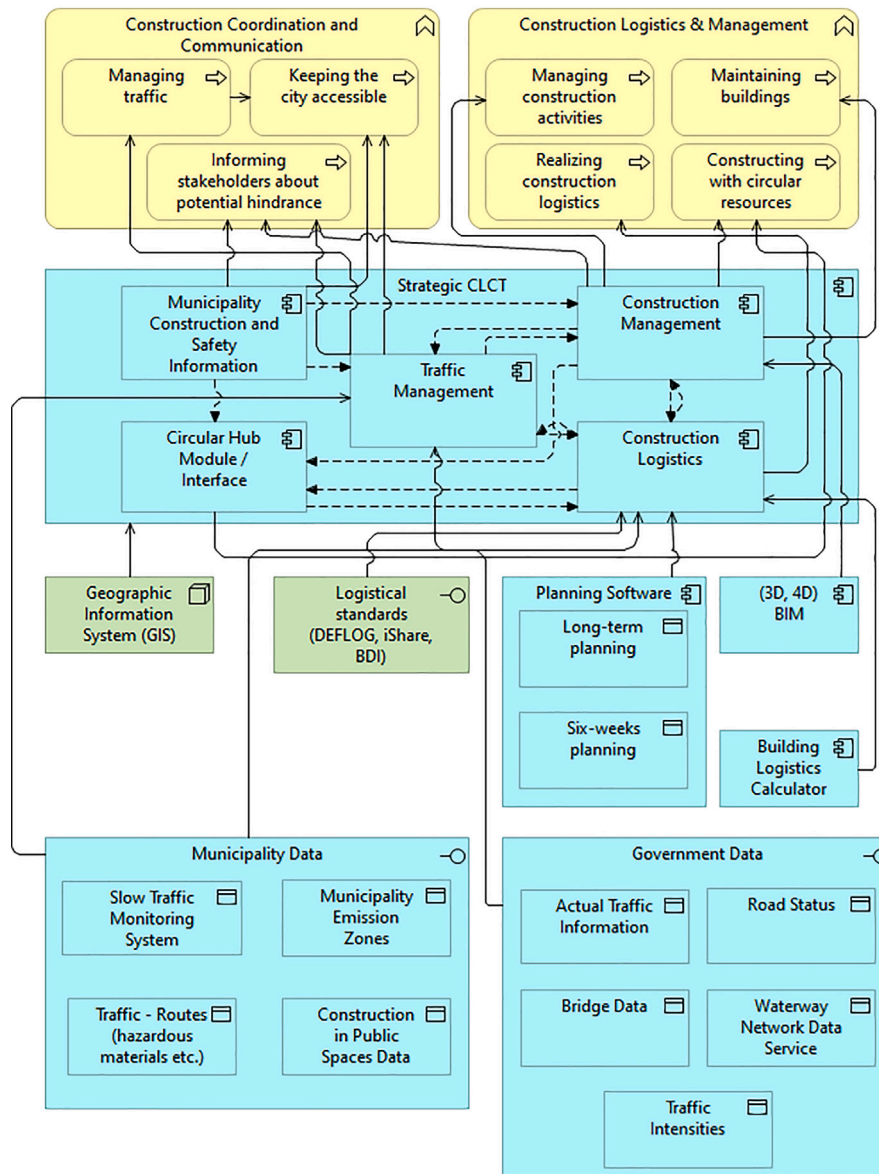 Construction Coordination and
Communication
Construction Logistics & Management
Managing
traffic
Keeping the
city accessible
Managing
construction
activities
Maintaining
buildings
Informing
stakeholders about
potential hindrance
Realizing
construction
logistics
Constructing
with circular
resources
Strategic CLCT
Municipality
Construction and
Safety
Information
Construction
Management
Traffic
Management
Circular Hub
Module /
Interface
Construction
Logistics
Geographic
Information
System (GIS)
Logistical
standards
(DEFLOG, iShare,
BDI)
Planning Software
Long-term
planning
Six-weeks
planning
(3D, 4D)
BIM
Building
Logistics
Calculator
Municipality Data
Slow Traffic
Monitoring
System
Municipality
Emission
Zones
Traffic - Routes
(hazardous
materials etc.)
Construction
in Public
Spaces Data
Government Data
Actual Traffic
Information
Road Status
Bridge Data
Waterway
Network Data
Service
Traffic
Intensities